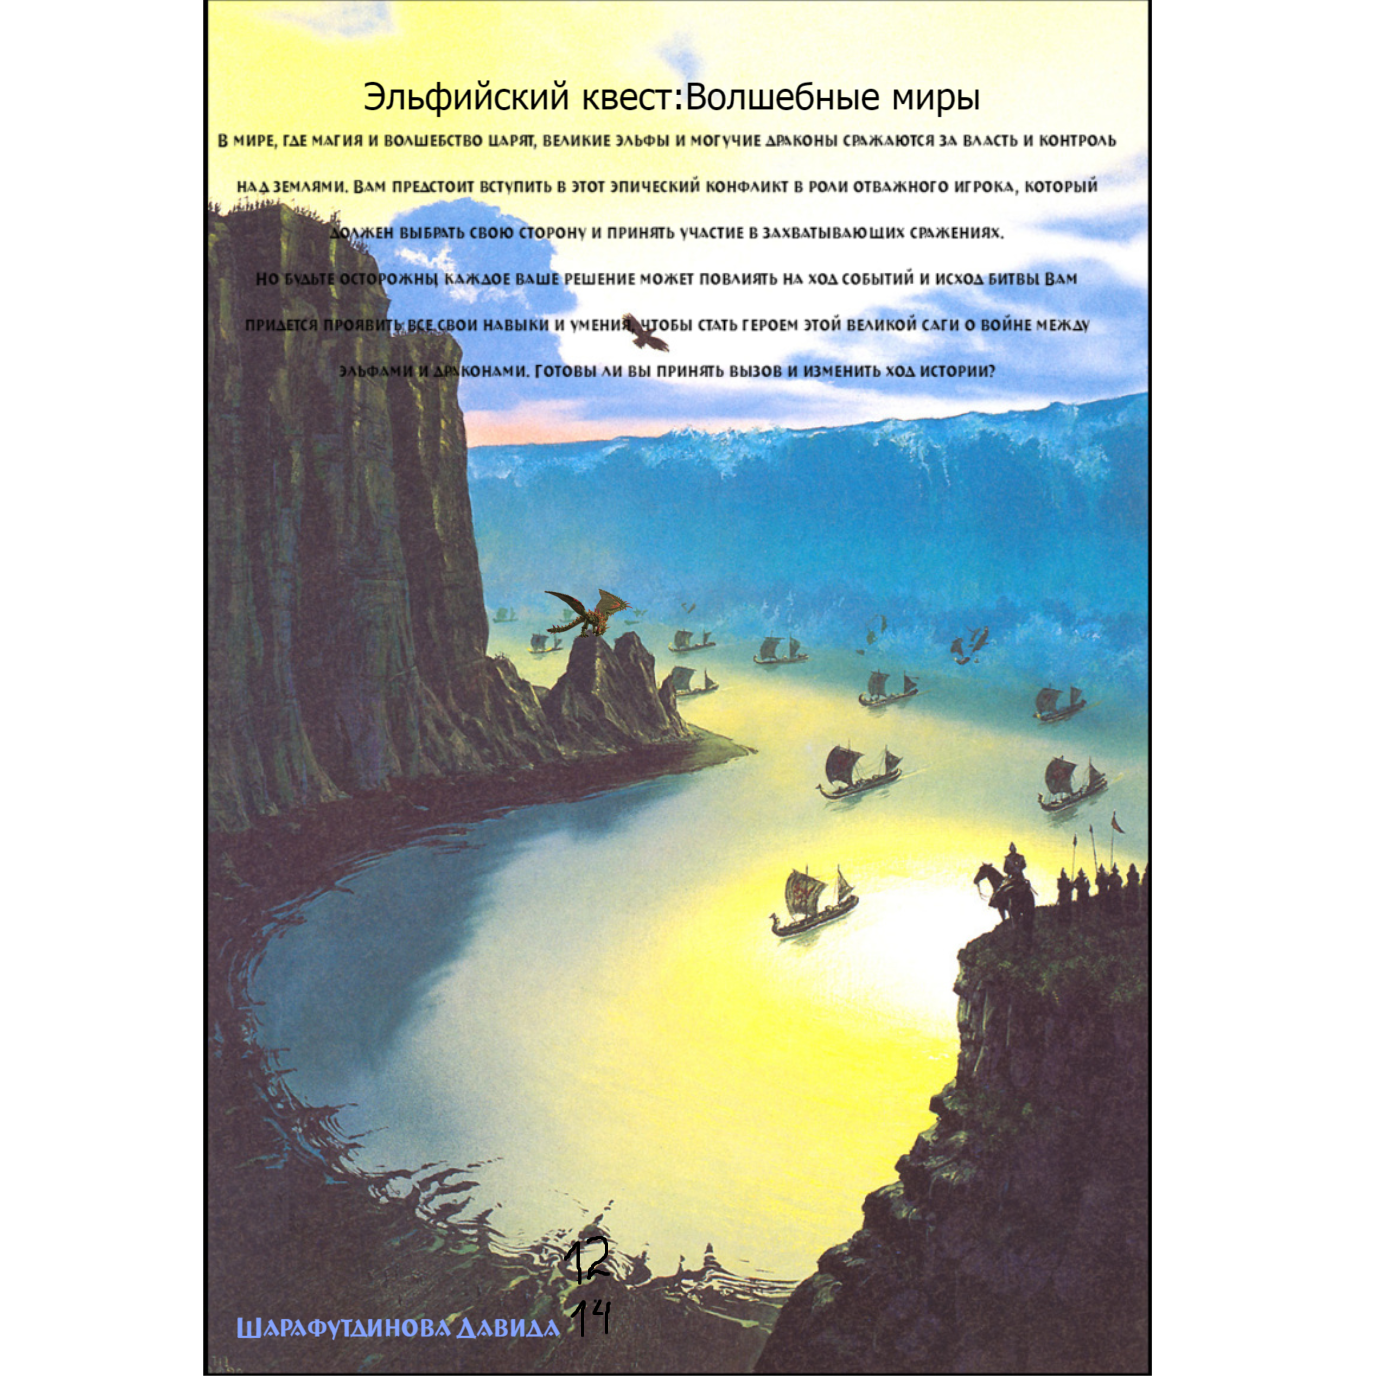 Эльфийский квест:Волшебные миры
В мире, где магия и волшебство царят, великие эльфы и могучие драконы сражаются за власть и контроль
над землями. Вам предстоит вступить в этот эпический конфликт в роли отважного игрока, который
должен выбрать свою сторону и принять участие в захватывающих сражениях.
Но будьте осторожны, каждое ваше решение может повлиять на ход событий и исход битвы Вам
придется проявить все свои навыки и умения, чтобы стать героем этой великой саги о войне между
эльфами и драконами. Готовы ли вы принять вызов и изменить ход истории?
12
14
Шарафутдинова Давида